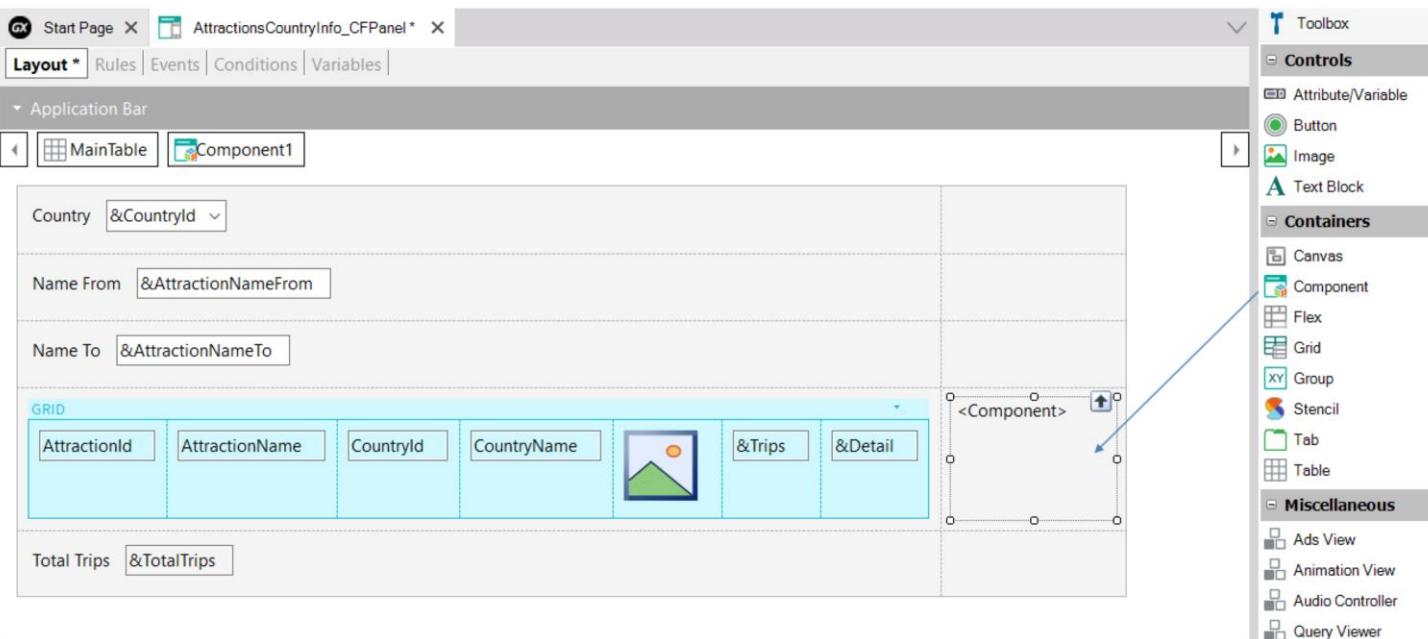 GX Start Page AttractionsCountryInfo_CFPanel *
Toolbox
Layout * Rules Events Conditions Variables
Application Bar
MainTable Component1
Country &CountryId
Name From &AttractionNameFrom
Name To &AttractionNameTo
GRID
AttractionId AttractionName CountryId CountryName &Trips &Detail
<Component>
Total Trips &TotalTrips
Controls
Attribute/Variable
Button
Image
A Text Block
Containers
Canvas
Component
Flex
Grid
XY Group
Stencil
Tab
Table
Miscellaneous
Ads View
Animation View
Audio Controller
Query Viewer